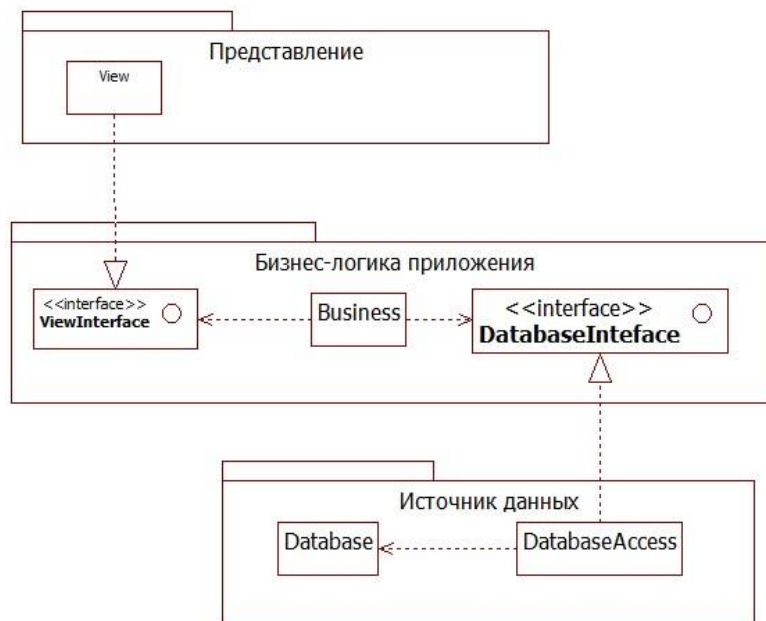 Представление
View
Бизнес-логика приложения
<<interface>>
ViewInterface
Business
<<interface>>
DatabaseInteface
Источник данных
Database
DatabaseAccess